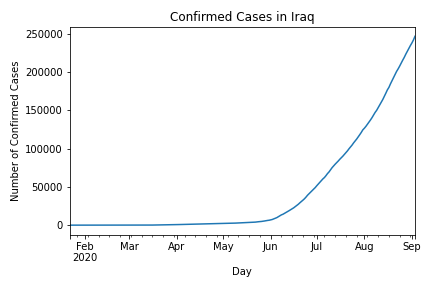 Confirmed Cases in Iraq
250000
200000
150000
100000
50000
0
Number of Confirmed Cases
Feb Mar Apr May Jun Jul Aug Sep
2020
Day